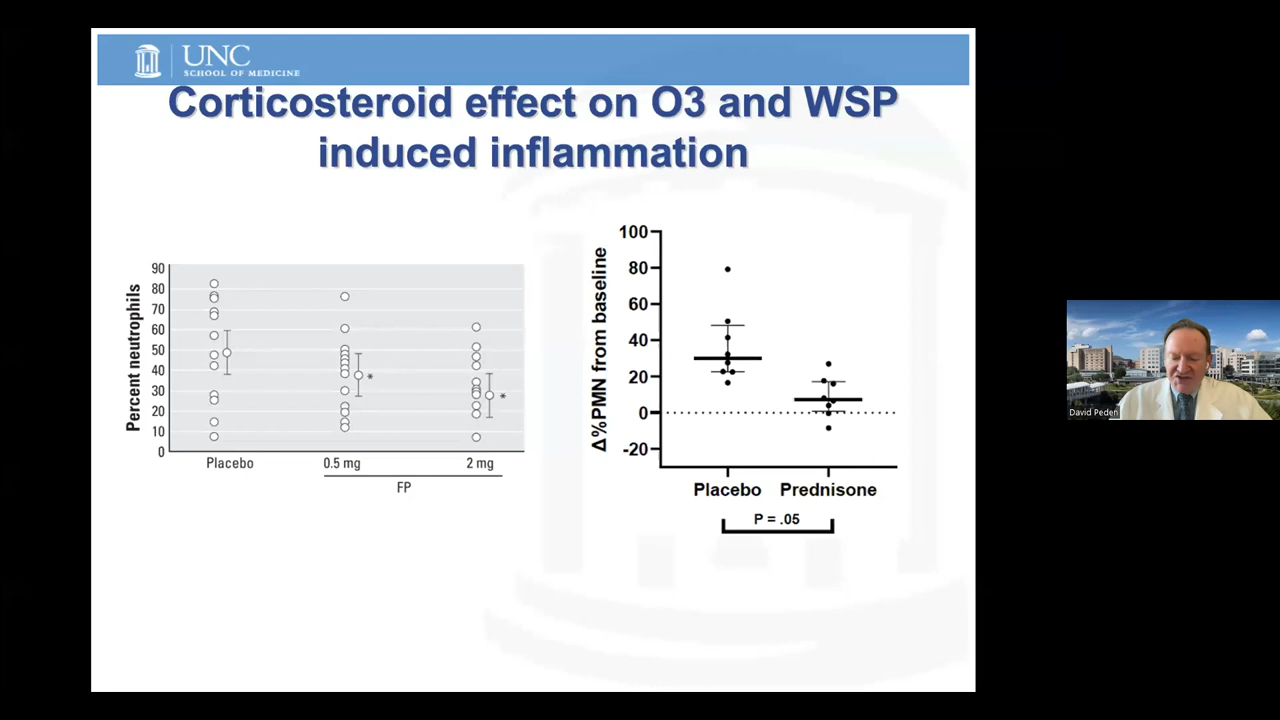 UNC
SCHOOL OF MEDICINE
Corticosteroid effect on O3 and WSP
induced inflammation
Percent neutrophils
90
80
70
60
50
40
30
20
10
0
*
*
Placebo
0.5 mg
2 mg
FP
Δ%PMN from baseline
100
80
60
40
20
0
-20
Placebo
Prednisone
P = .05
David Peden